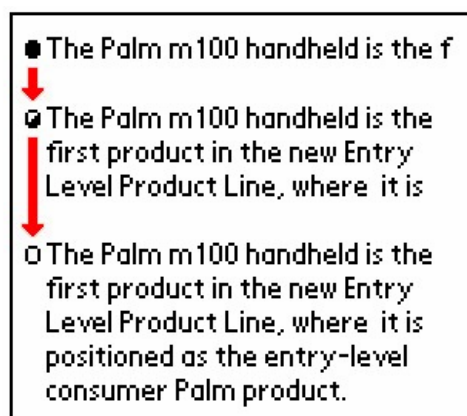 The Palm m100 handheld is the f
The Palm m100 handheld is the
first product in the new Entry
Level Product Line, where it is
The Palm m100 handheld is the
first product in the new Entry
Level Product Line, where it is
positioned as the entry-level
consumer Palm product.